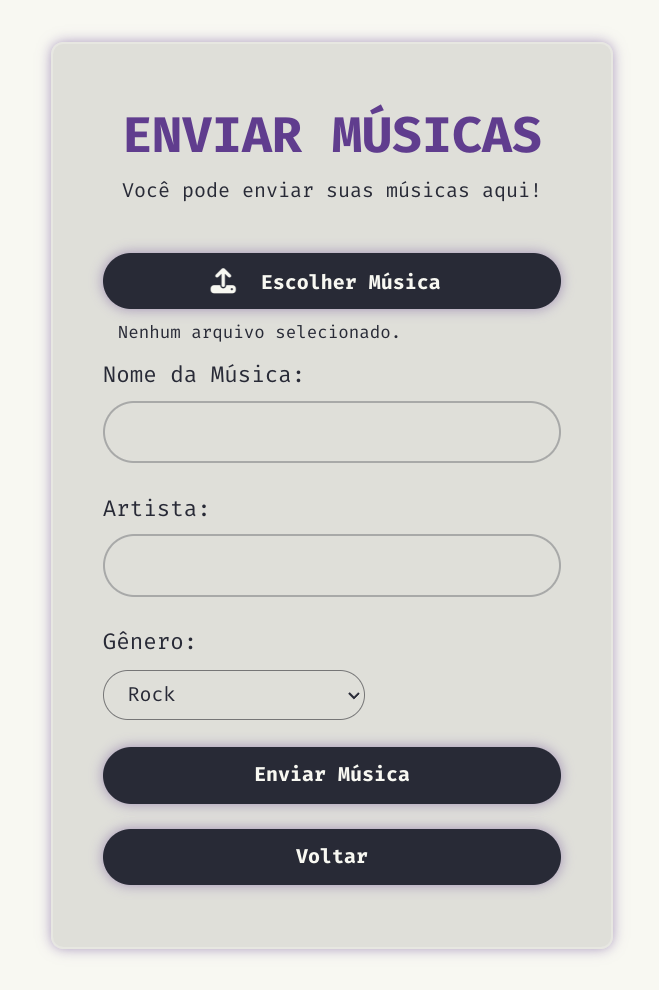 ENVIAR MÚSICAS
Você pode enviar suas músicas aqui!
Escolher Música
Nenhum arquivo selecionado.
Nome da Música:
Artista:
Gênero:
Rock
Enviar Música
Voltar